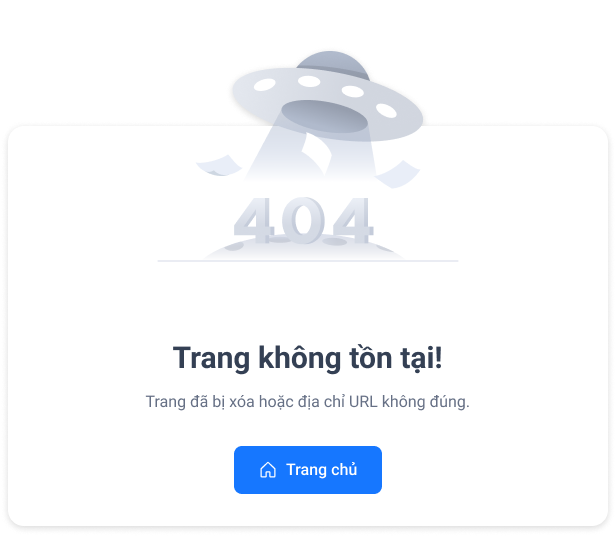 404
Trang không tồn tại!
Trang đã bị xóa hoặc địa chỉ URL không đúng.
Trang chủ